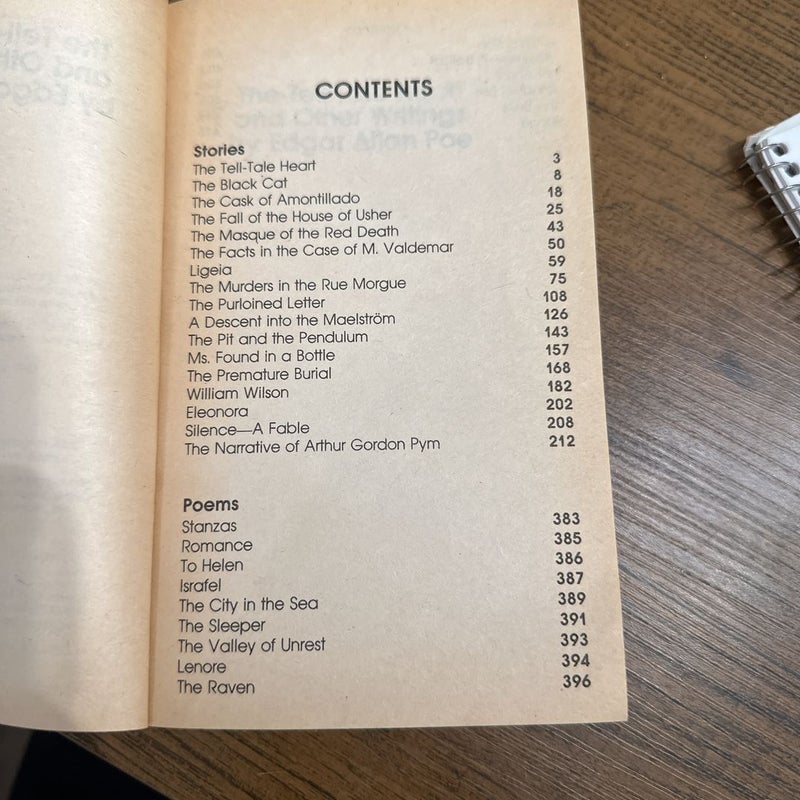 CONTENTS
Stories
The Tell-Tale Heart 3
The Black Cat 8
The Cask of Amontillado 18
The Fall of the House of Usher 25
The Masque of the Red Death 43
The Facts in the Case of M. Valdemar 50
Ligeia 59
The Murders in the Rue Morgue 75
The Purloined Letter 108
A Descent into the Maelström 126
The Pit and the Pendulum 143
Ms. Found in a Bottle 157
The Premature Burial 168
William Wilson 182
Eleonora 202
Silence—A Fable 208
The Narrative of Arthur Gordon Pym 212
Poems
Stanzas 383
Romance 385
To Helen 386
Israfel 387
The City in the Sea 389
The Sleeper 391
The Valley of Unrest 393
Lenore 394
The Raven 396